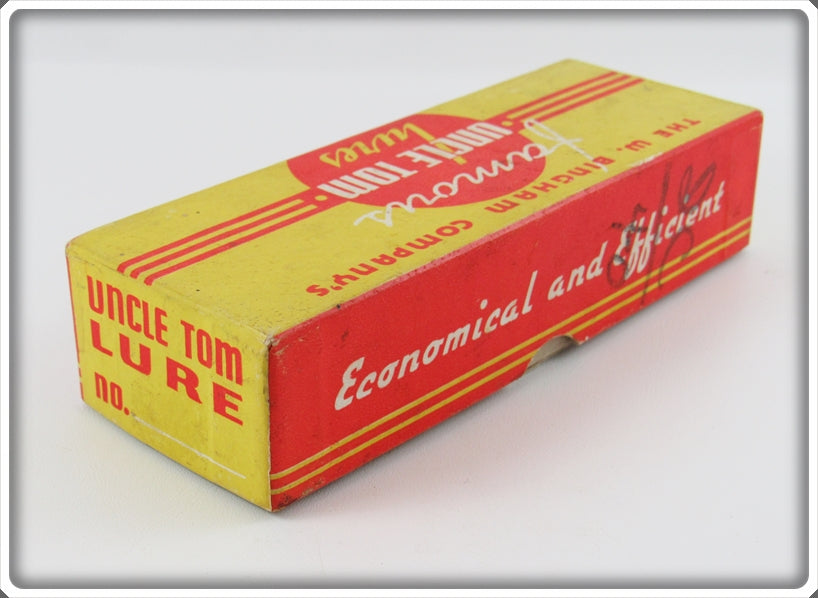 THE W. BINGHAM COMPANY'S
famous
UNCLE TOM
lures
Economical and Efficient
UNCLE TOM
LURE
no.